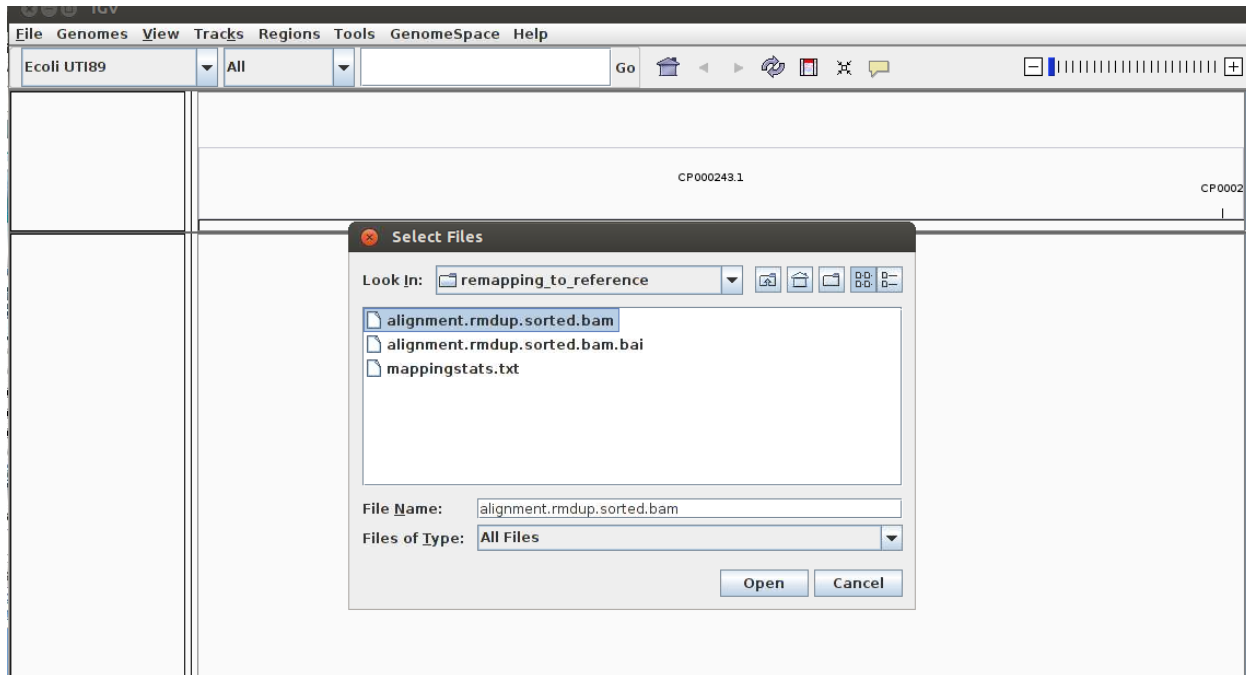 IGV
File Genomes View Tracks Regions Tools GenomeSpace Help
Ecoli UTI89 All Go
CP000243.1
CP0002
Select Files
Look In: remapping_to_reference
alignment.rmdup.sorted.bam
alignment.rmdup.sorted.bam.bai
mappingstats.txt
File Name: alignment.rmdup.sorted.bam
Files of Type: All Files
Open Cancel